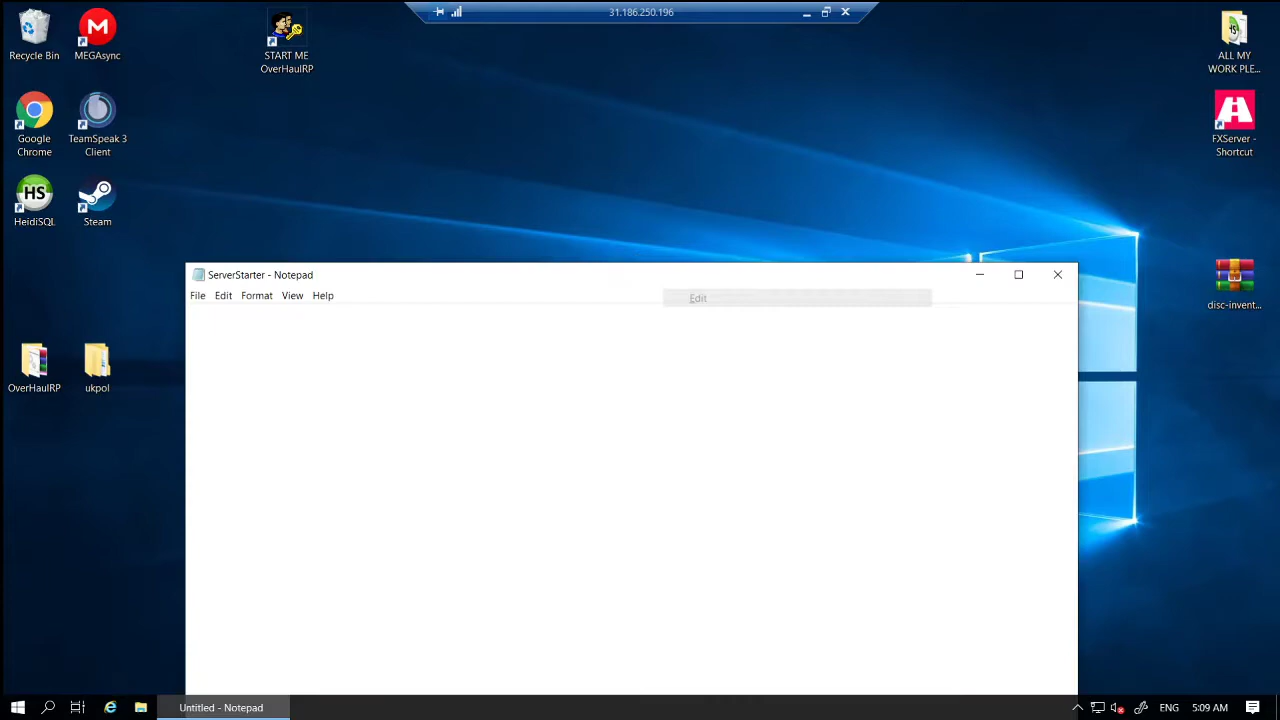 31.186.250.196
Recycle Bin
MEGAsync
START ME
OverHaulRP
ALL MY
WORK PLE...
Google
Chrome
TeamSpeak 3
Client
FXServer -
Shortcut
HS
HeidiSQL
Steam
ServerStarter - Notepad
File Edit Format View Help
Edit
disc-invent...
OverHaulRP
ukpol
Untitled - Notepad
ENG
5:09 AM